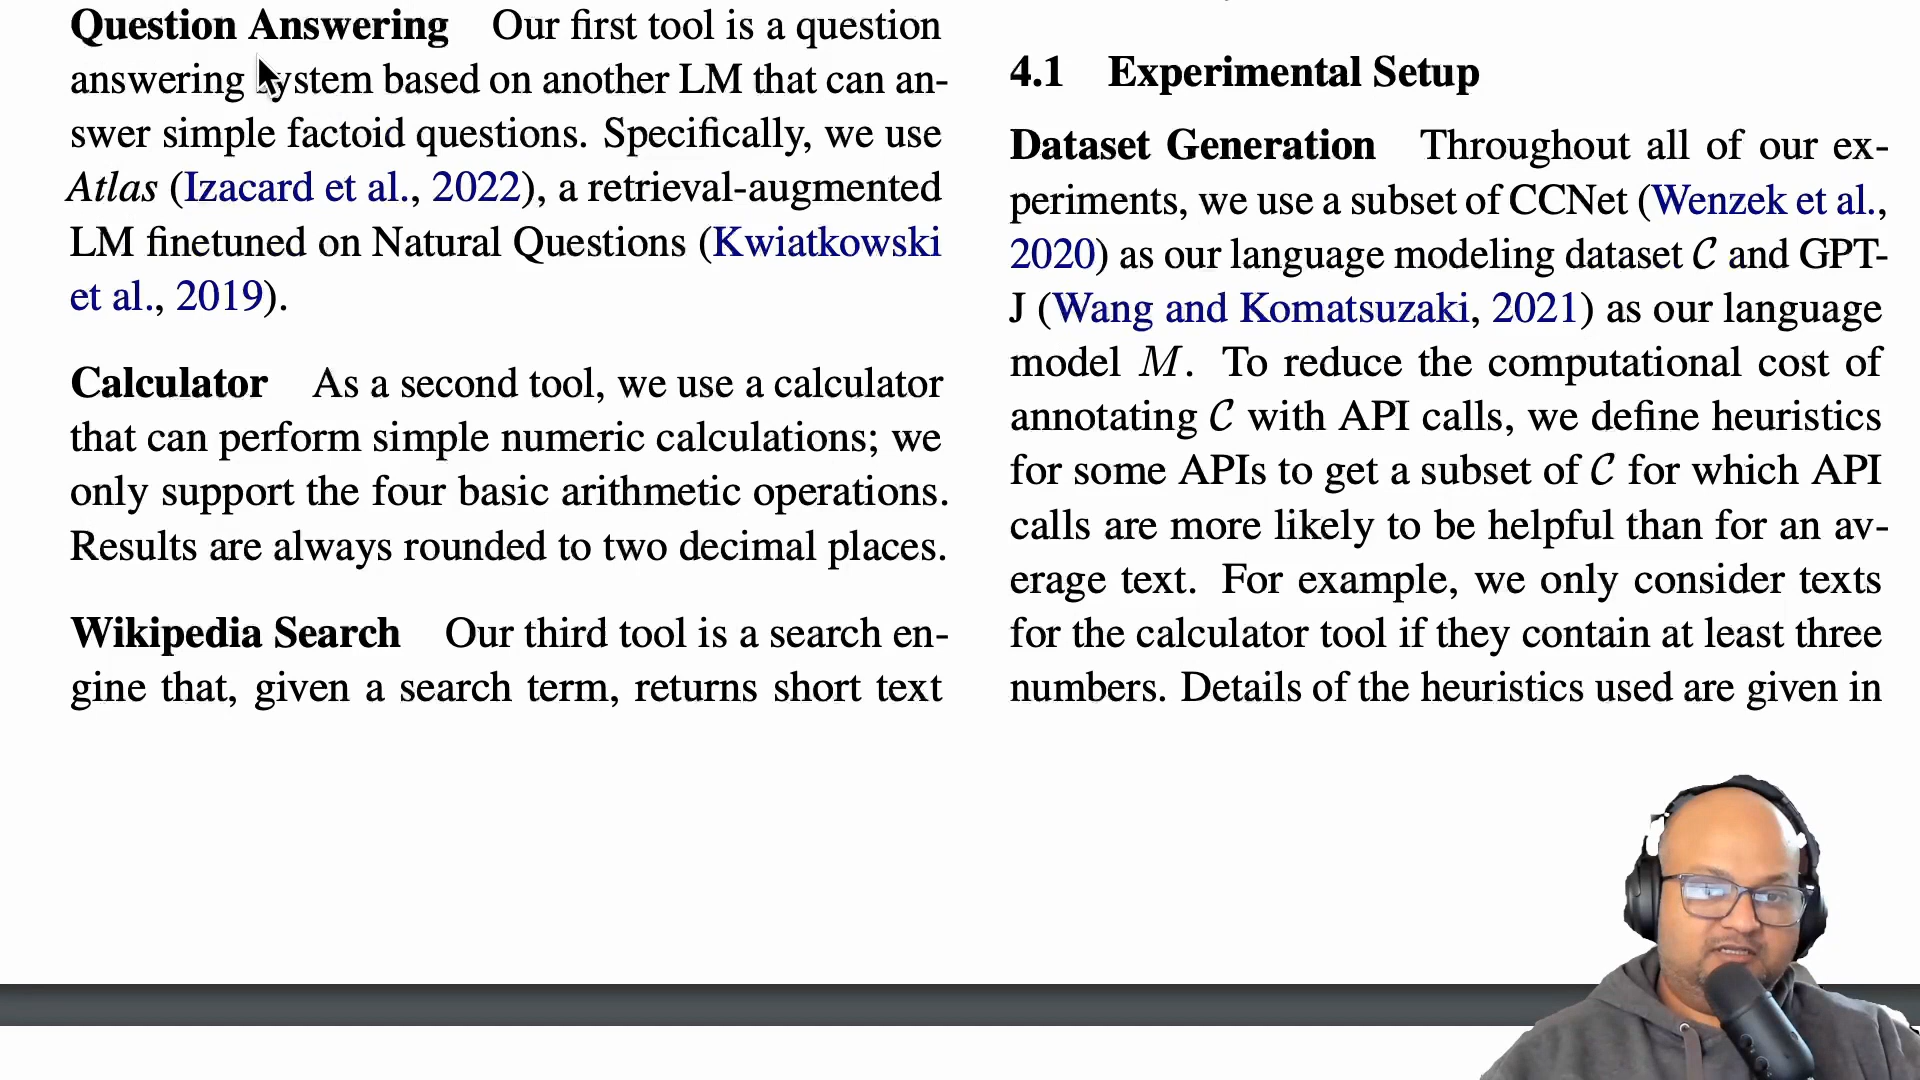 Question Answering Our first tool is a question
answering system based on another LM that can an-
swer simple factoid questions. Specifically, we use
Atlas (Izacard et al., 2022), a retrieval-augmented
LM finetuned on Natural Questions (Kwiatkowski
et al., 2019).
Calculator As a second tool, we use a calculator
that can perform simple numeric calculations; we
only support the four basic arithmetic operations.
Results are always rounded to two decimal places.
Wikipedia Search Our third tool is a search en-
gine that, given a search term, returns short text
4.1 Experimental Setup
Dataset Generation Throughout all of our ex-
periments, we use a subset of CCNet (Wenzek et al.,
2020) as our language modeling dataset 𝒞 and GPT-
J (Wang and Komatsuzaki, 2021) as our language
model M. To reduce the computational cost of
annotating 𝒞 with API calls, we define heuristics
for some APIs to get a subset of 𝒞 for which API
calls are more likely to be helpful than for an av-
erage text. For example, we only consider texts
for the calculator tool if they contain at least three
numbers. Details of the heuristics used are given in